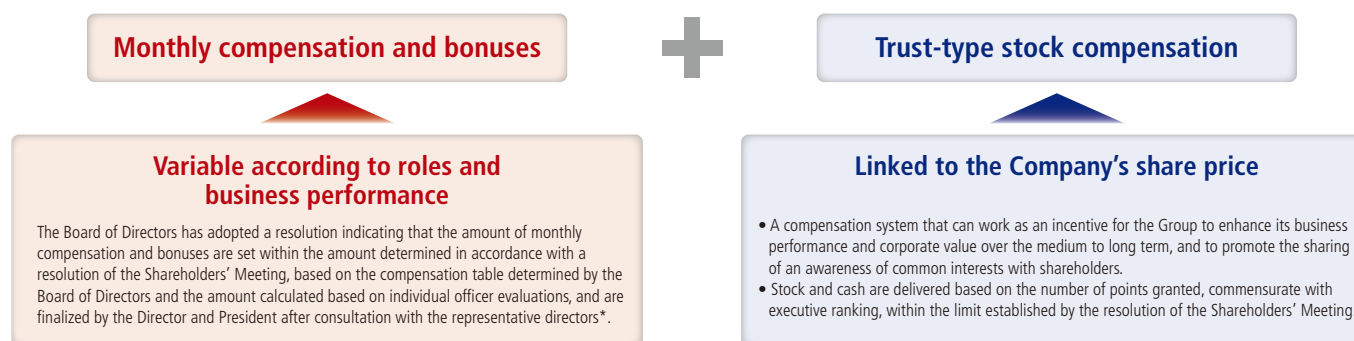 Monthly compensation and bonuses
Trust-type stock compensation
Variable according to roles and
business performance
The Board of Directors has adopted a resolution indicating that the amount of monthly
compensation and bonuses are set within the amount determined in accordance with a
resolution of the Shareholders’ Meeting, based on the compensation table determined by the
Board of Directors and the amount calculated based on individual officer evaluations, and are
finalized by the Director and President after consultation with the representative directors*.
Linked to the Company’s share price
• A compensation system that can work as an incentive for the Group to enhance its business
performance and corporate value over the medium to long term, and to promote the sharing
of an awareness of common interests with shareholders.
• Stock and cash are delivered based on the number of points granted, commensurate with
executive ranking, within the limit established by the resolution of the Shareholders’ Meeting